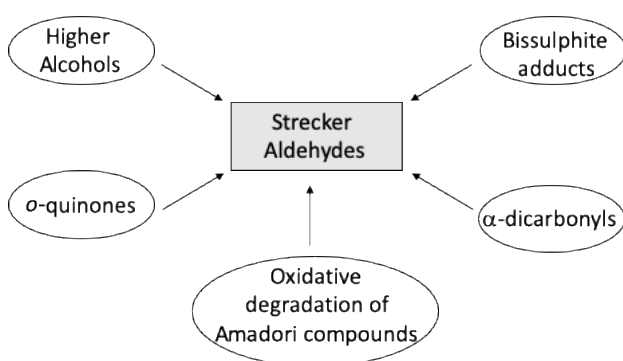 Higher
Alcohols
Bissulphite
adducts
Strecker
Aldehydes
o-quinones
α-dicarbonyls
Oxidative
degradation of
Amadori compounds